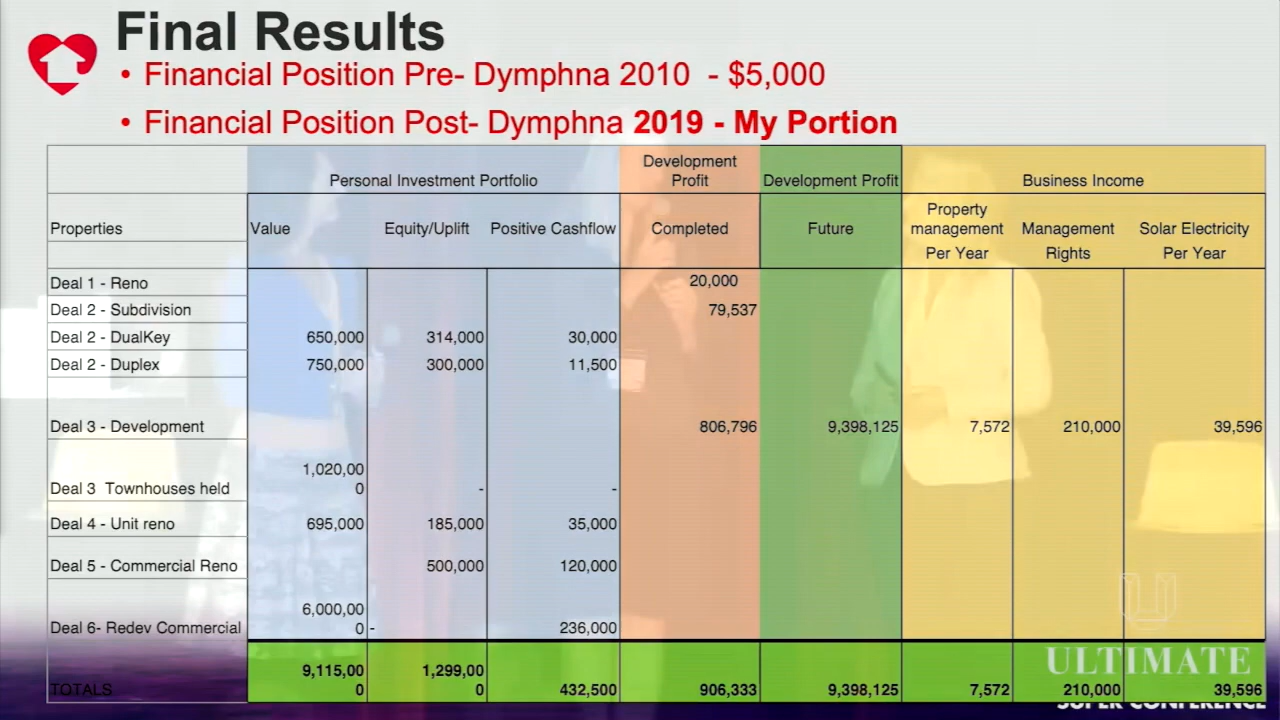 Final Results
• Financial Position Pre- Dymphna 2010 - $5,000
• Financial Position Post- Dymphna 2019 - My Portion
Personal Investment Portfolio Development Profit Development Profit Business Income
Properties Value Equity/Uplift Positive Cashflow Completed Future Property management Per Year Management Rights Solar Electricity Per Year
Deal 1 - Reno 20,000
Deal 2 - Subdivision 79,537
Deal 2 - DualKey 650,000 314,000 30,000
Deal 2 - Duplex 750,000 300,000 11,500
Deal 3 - Development 806,796 9,398,125 7,572 210,000 39,596
Deal 3 Townhouses held 1,020,000 - -
Deal 4 - Unit reno 695,000 185,000 35,000
Deal 5 - Commercial Reno 500,000 120,000
Deal 6- Redev Commercial 6,000,000 - 236,000
TOTALS 9,115,000 1,299,000 432,500 906,333 9,398,125 7,572 210,000 39,596
ULTIMATE
SUPER CONFERENCE